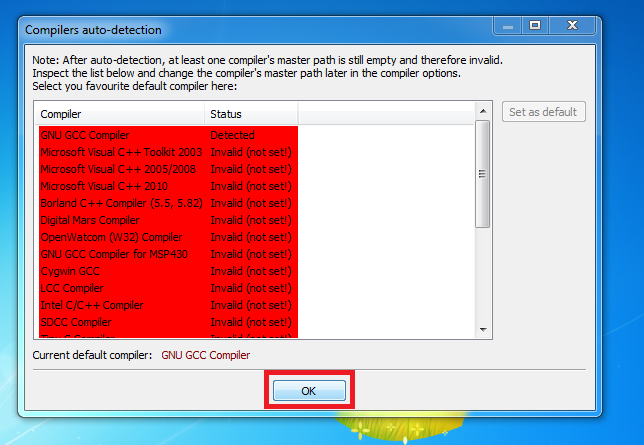 Compilers auto-detection
Note: After auto-detection, at least one compiler's master path is still empty and therefore invalid.
Inspect the list below and change the compiler's master path later in the compiler options.
Select you favourite default compiler here:
Compiler Status
Set as default
GNU GCC Compiler Detected
Microsoft Visual C++ Toolkit 2003 Invalid (not set!)
Microsoft Visual C++ 2005/2008 Invalid (not set!)
Microsoft Visual C++ 2010 Invalid (not set!)
Borland C++ Compiler (5.5, 5.82) Invalid (not set!)
Digital Mars Compiler Invalid (not set!)
OpenWatcom (W32) Compiler Invalid (not set!)
GNU GCC Compiler for MSP430 Invalid (not set!)
Cygwin GCC Invalid (not set!)
LCC Compiler Invalid (not set!)
Intel C/C++ Compiler Invalid (not set!)
SDCC Compiler Invalid (not set!)
Tiny C Compiler Invalid (not set!)
Current default compiler: GNU GCC Compiler
OK